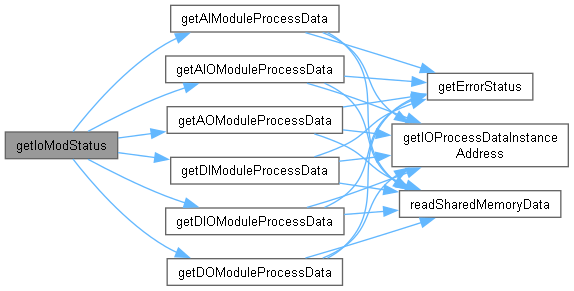 getIoModStatus
getAIModuleProcessData
getAIOModuleProcessData
getAOModuleProcessData
getDIModuleProcessData
getDIOModuleProcessData
getDOModuleProcessData
getErrorStatus
getIOProcessDataInstance
Address
readSharedMemoryData